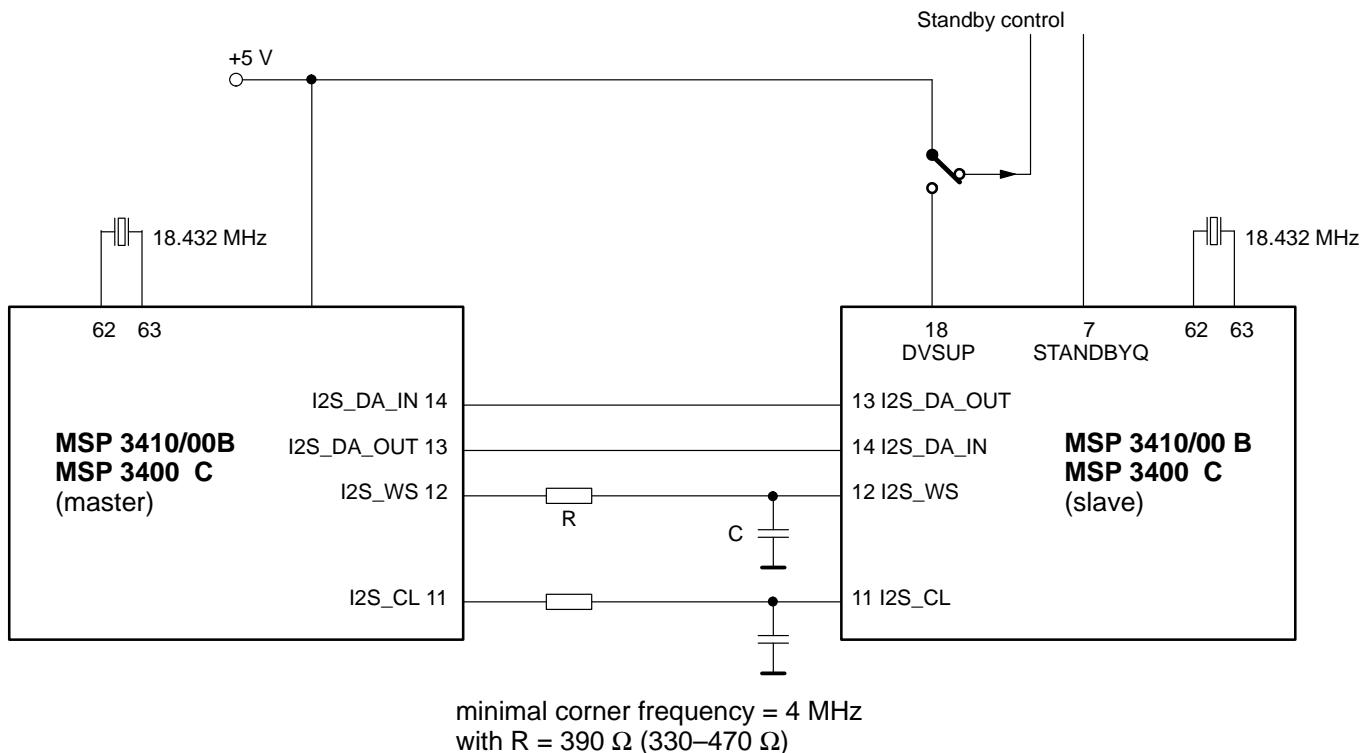 Standby control
+5 V
18.432 MHz
18.432 MHz
62 63
18
DVSUP
7
STANDBYQ
62 63
I2S_DA_IN 14
13 I2S_DA_OUT
MSP 3410/00B
MSP 3400 C
(master)
I2S_DA_OUT 13
14 I2S_DA_IN
MSP 3410/00 B
MSP 3400 C
(slave)
I2S_WS 12
12 I2S_WS
R
C
I2S_CL 11
11 I2S_CL
minimal corner frequency = 4 MHz
with R = 390 Ω (330–470 Ω)